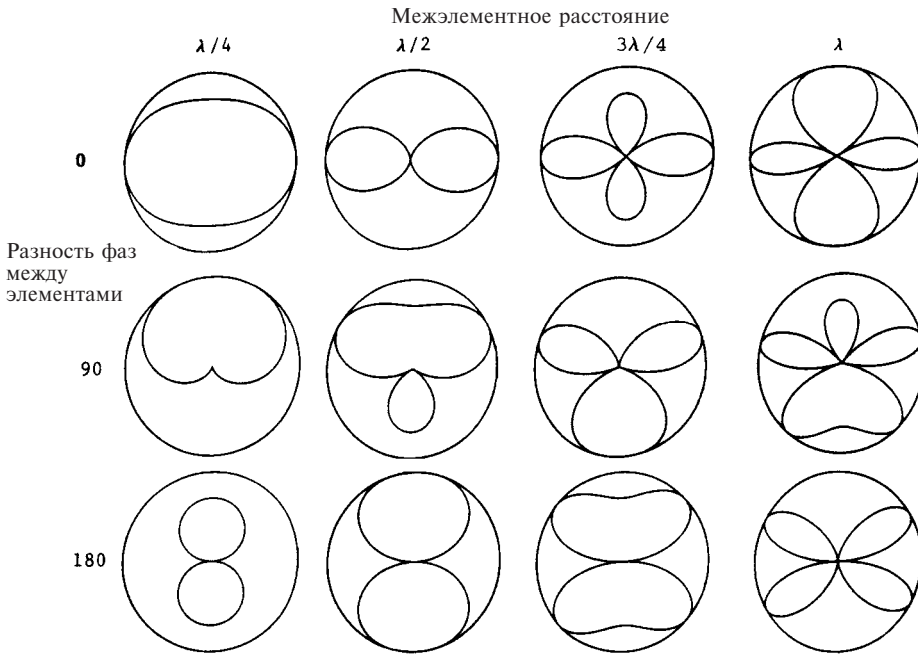 Межэлементное расстояние
λ/4 λ/2 3λ/4 λ
0
Разность фаз
между
элементами
90
180